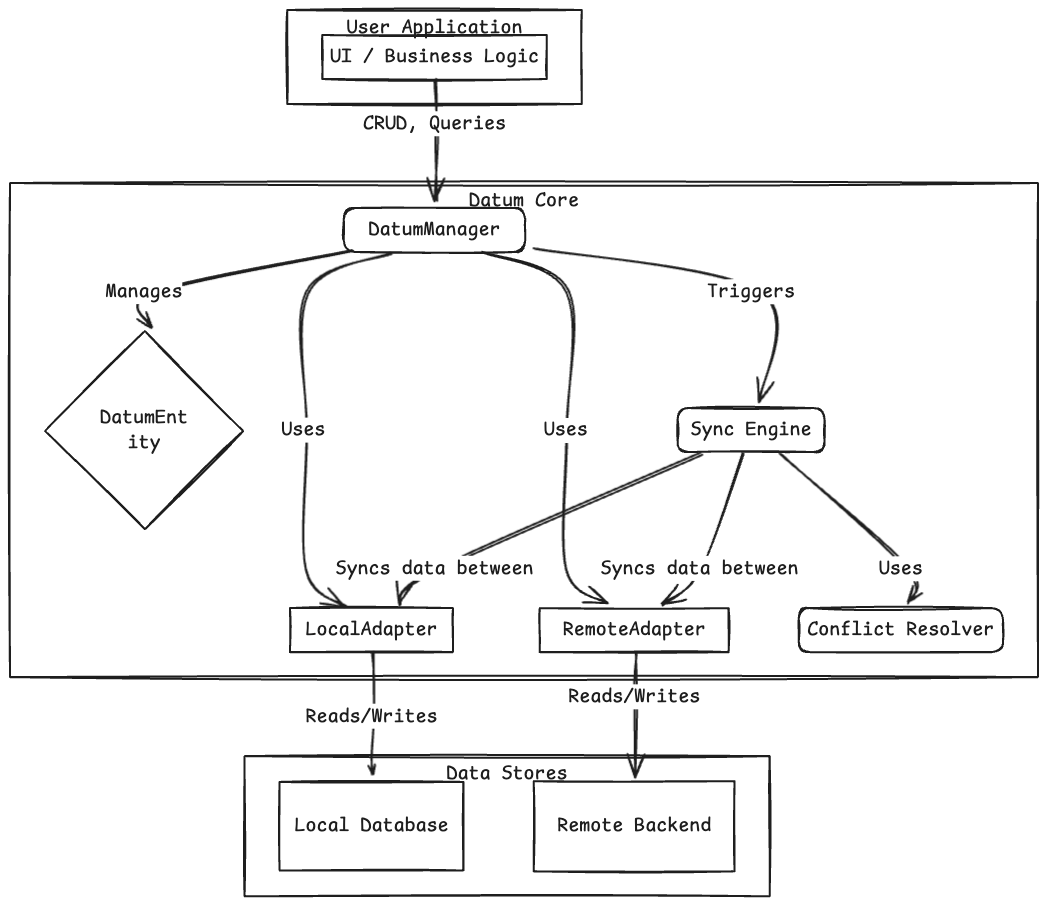 User Application
UI / Business Logic
CRUD, Queries
Datum Core
DatumManager
Manages
Triggers
DatumEnt
ity
Uses
Uses
Sync Engine
Syncs data between
Syncs data between
Uses
LocalAdapter
RemoteAdapter
Conflict Resolver
Reads/Writes
Reads/Writes
Data Stores
Local Database
Remote Backend